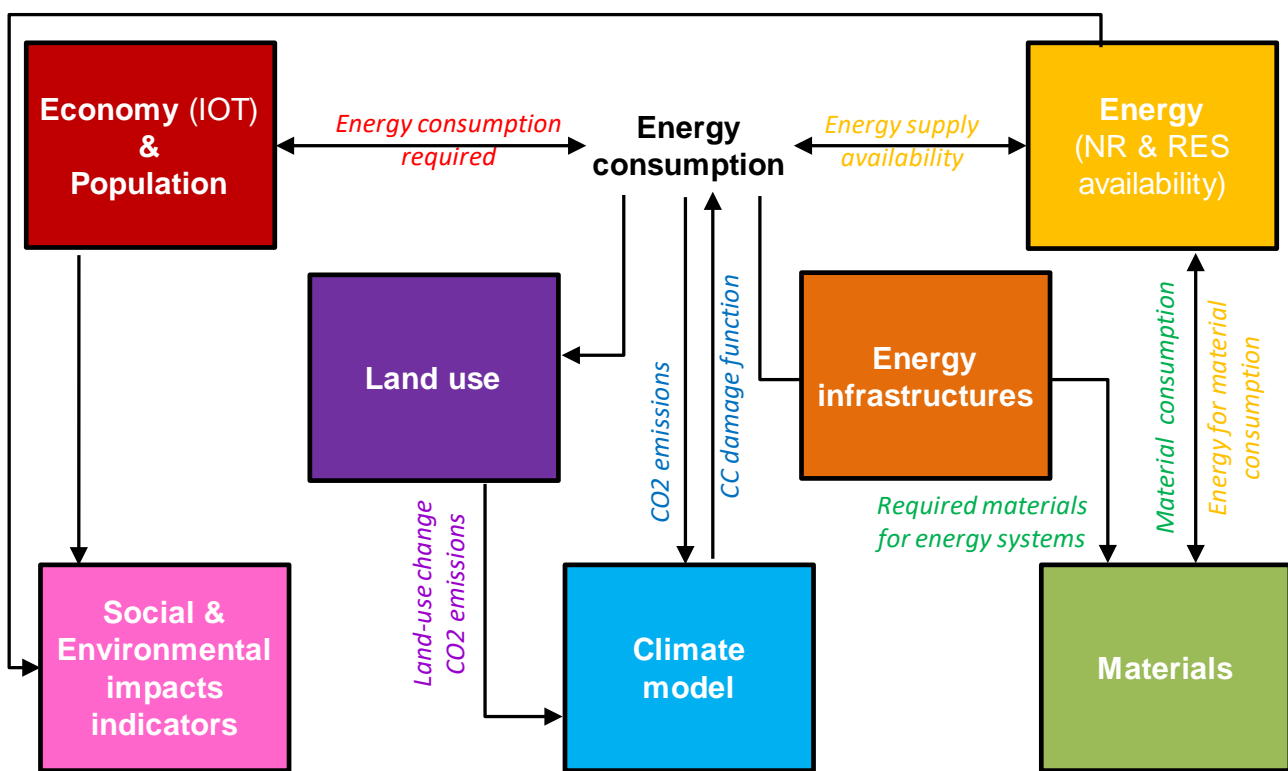 Economy (IOT)
&
Population
Energy consumption
required
Energy
consumption
Energy supply
availability
Energy
(NR & RES
availability)
Land use
CO2 emissions
CC damage function
Energy
infrastructures
Material consumption
Energy for material
consumption
Required materials
for energy systems
Land-use change
CO2 emissions
Social &
Environmental
impacts
indicators
Climate
model
Materials